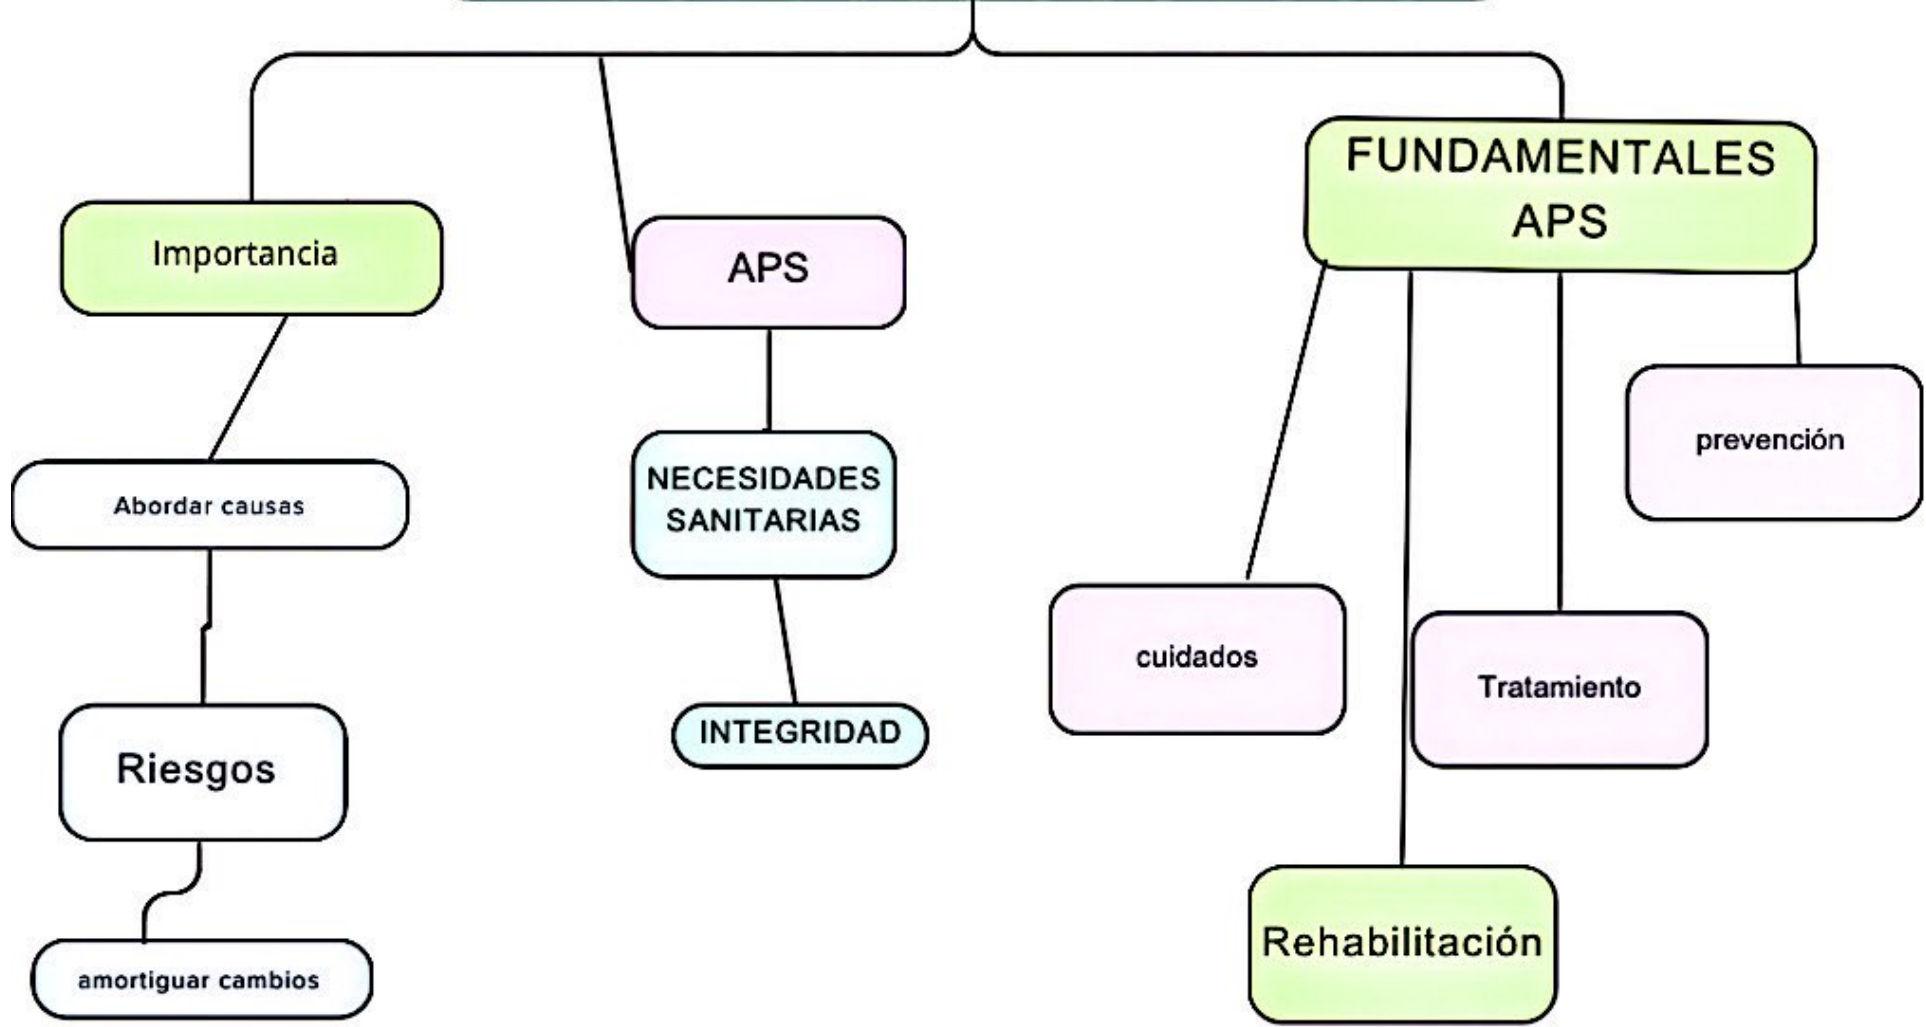 Importancia
Abordar causas
Riesgos
amortiguar cambios
APS
NECESIDADES
SANITARIAS
INTEGRIDAD
FUNDAMENTALES
APS
prevención
cuidados
Tratamiento
Rehabilitación